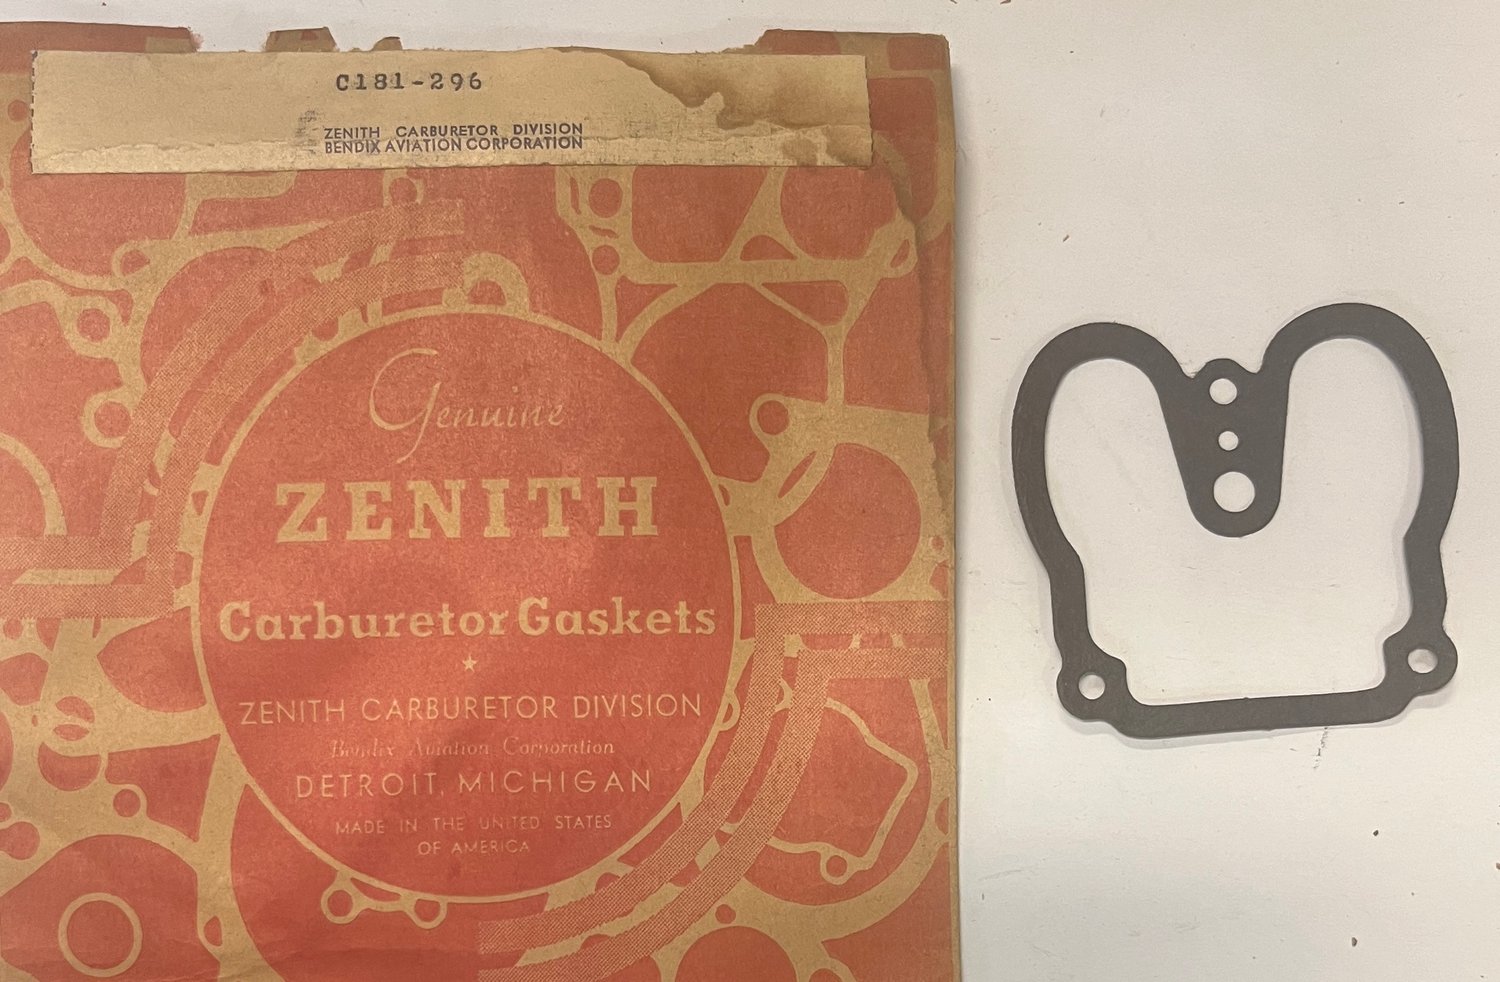 C181-296
ZENITH CARBURETOR DIVISION
BENDIX AVIATION CORPORATION
Genuine
ZENITH
Carburetor Gaskets
ZENITH CARBURETOR DIVISION
Bendix Aviation Corporation
DETROIT, MICHIGAN
MADE IN THE UNITED STATES
OF AMERICA